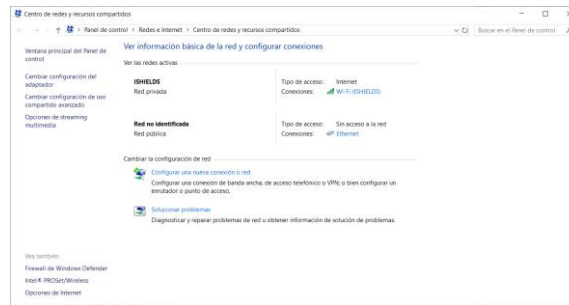 Centro de redes y recursos compartidos
Panel de control > Redes e Internet > Centro de redes y recursos compartidos
Buscar en el Panel de control
Ventana principal del Panel de
control
Cambiar configuración del
adaptador
Cambiar configuración de uso
compartido avanzado
Opciones de streaming
multimedia
Ver información básica de la red y configurar conexiones
Ver las redes activas
ISHIELDS
Red privada
Tipo de acceso: Internet
Conexiones: Wi-Fi (ISHIELDS)
Red no identificada
Red pública
Tipo de acceso: Sin acceso a la red
Conexiones: Ethernet
Cambiar la configuración de red
Configurar una nueva conexión o red
Configurar una conexión de banda ancha, de acceso telefónico o VPN; o bien configurar un
enrutador o punto de acceso.
Solucionar problemas
Diagnosticar y reparar problemas de red u obtener información de solución de problemas.
Vea también
Firewall de Windows Defender
Intel® PROSet/Wireless
Opciones de Internet